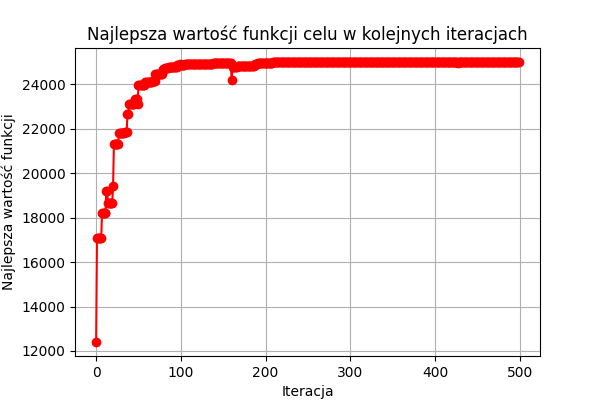 Najlepsza wartość funkcji celu w kolejnych iteracjach
Najlepsza wartość funkcji
24000
22000
20000
18000
16000
14000
12000
0 100 200 300 400 500
Iteracja